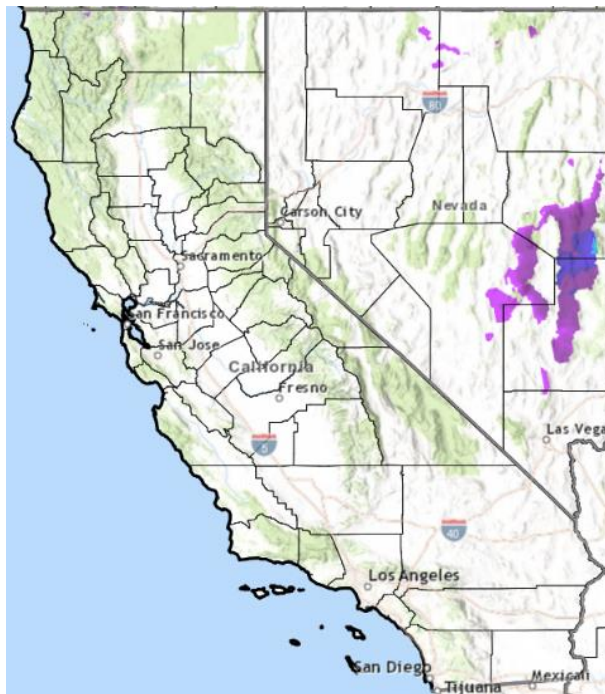 80
Nevada
Carson City
Sacramento
San Francisco
San Jose
California
Fresno
Las Vega
5
40
Los Angeles
San Diego
Tijuana
Mexicali